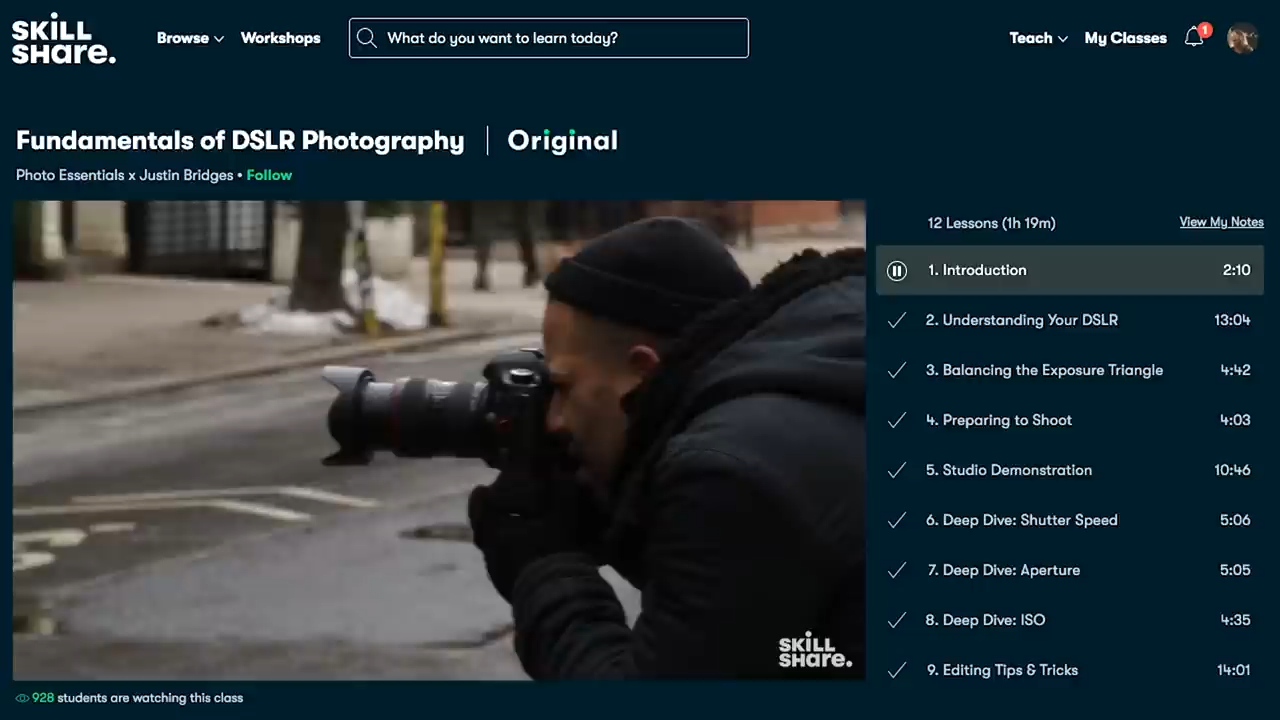 SKILL
SHARE.
Browse
Workshops
What do you want to learn today?
Teach
My Classes
1
Fundamentals of DSLR Photography | Original
Photo Essentials x Justin Bridges • Follow
12 Lessons (1h 19m)
View My Notes
1. Introduction 2:10
2. Understanding Your DSLR 13:04
3. Balancing the Exposure Triangle 4:42
4. Preparing to Shoot 4:03
5. Studio Demonstration 10:46
6. Deep Dive: Shutter Speed 5:06
7. Deep Dive: Aperture 5:05
8. Deep Dive: ISO 4:35
9. Editing Tips & Tricks 14:01
SKILL
SHARE.
928 students are watching this class